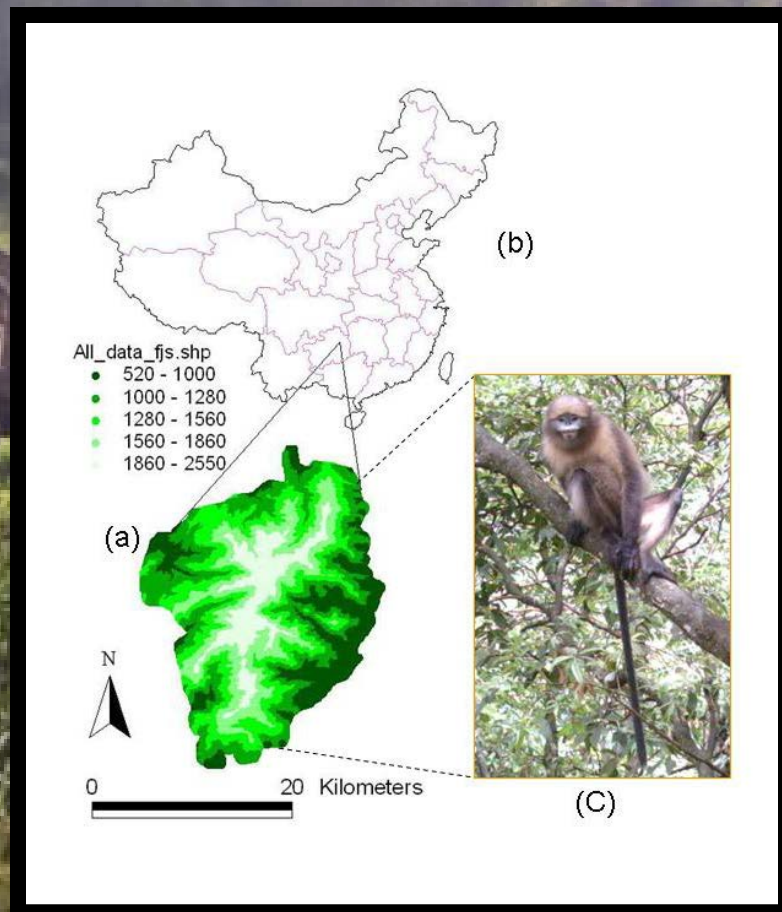 (b)
All_data_fjs.shp
520 - 1000
1000 - 1280
1280 - 1560
1560 - 1860
1860 - 2550
(a)
N
0 20 Kilometers
(C)